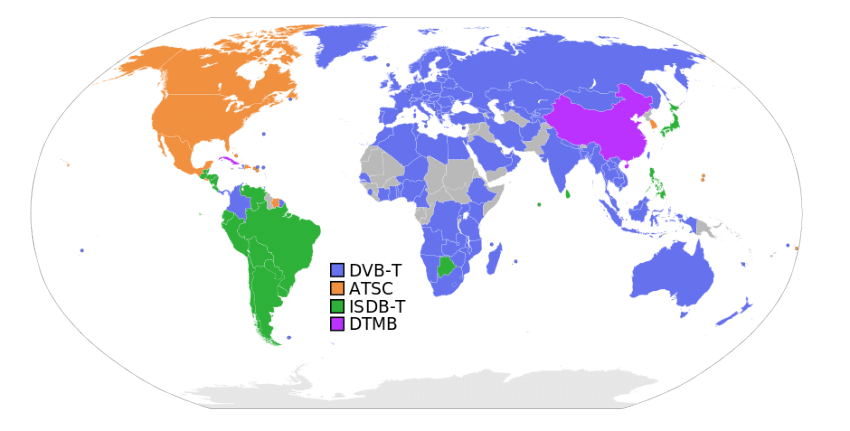 DVB-T
ATSC
ISDB-T
DTMB